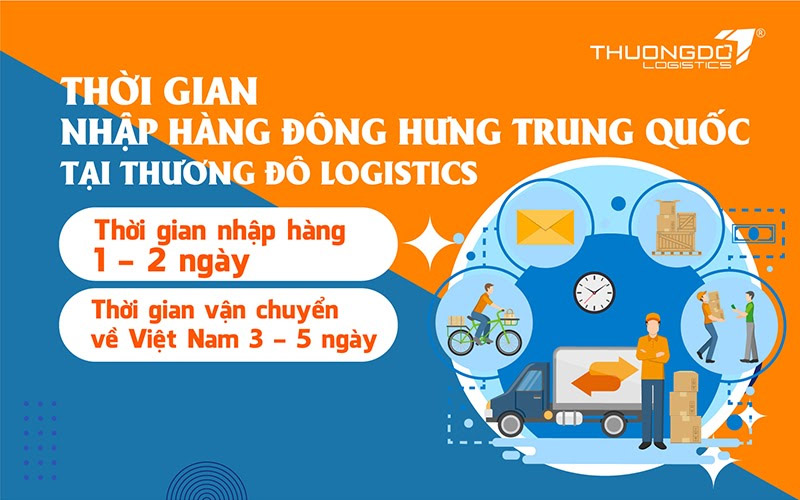 THUONGDO
LOGISTICS
®
THỜI GIAN
NHẬP HÀNG ĐÔNG HƯNG TRUNG QUỐC
TẠI THƯƠNG ĐÔ LOGISTICS
Thời gian nhập hàng
1 – 2 ngày
Thời gian vận chuyển
về Việt Nam 3 – 5 ngày